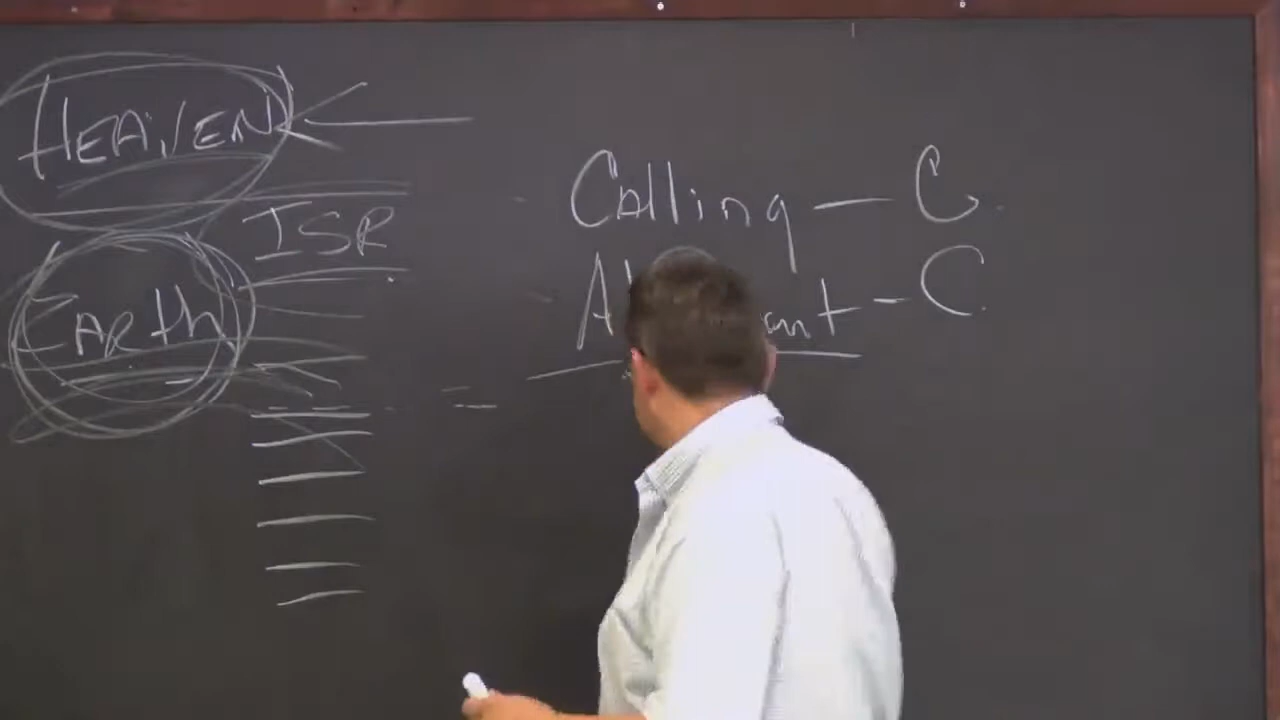 HEAVEN
EARth
ISR
Calling — C
- C